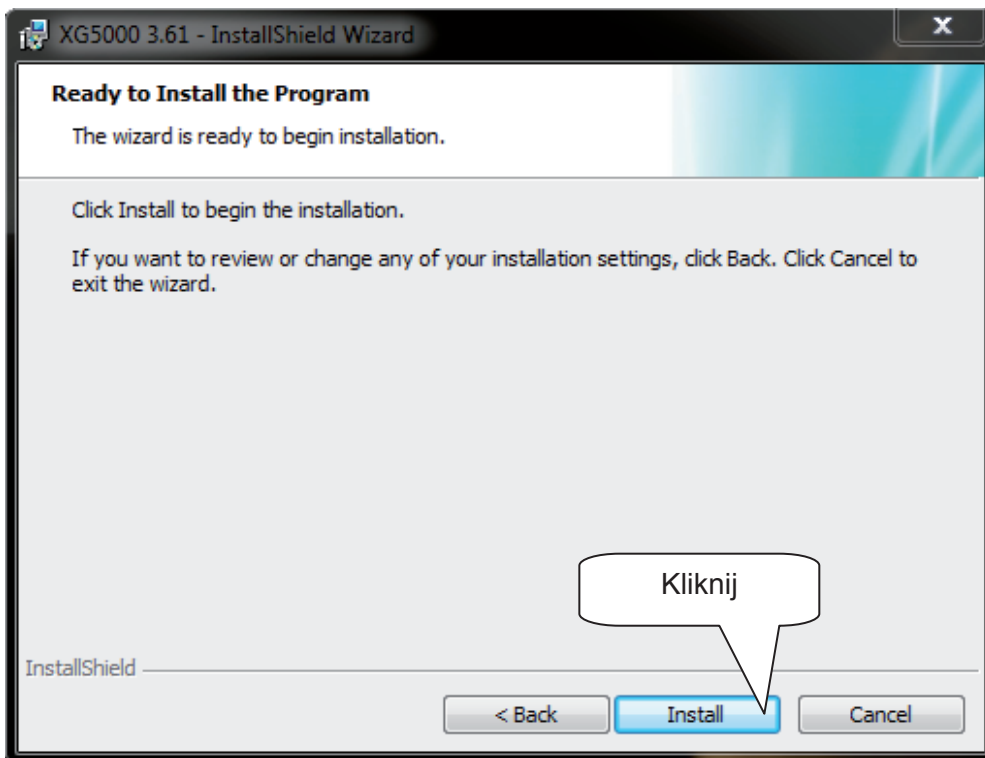 XG5000 3.61 - InstallShield Wizard
x
Ready to Install the Program
The wizard is ready to begin installation.
Click Install to begin the installation.
If you want to review or change any of your installation settings, click Back. Click Cancel to
exit the wizard.
Kliknij
InstallShield
< Back Install Cancel